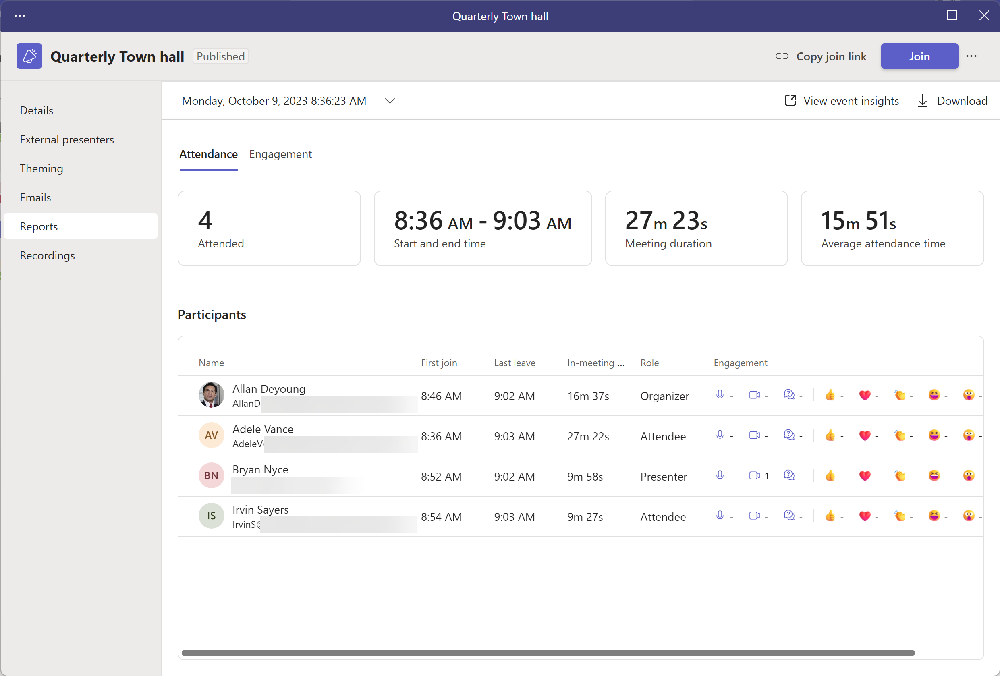 Quarterly Town hall
Quarterly Town hall Published Copy join link Join
Details
External presenters
Theming
Emails
Reports
Recordings
Monday, October 9, 2023 8:36:23 AM View event insights Download
Attendance Engagement
4
Attended
8:36 AM - 9:03 AM
Start and end time
27m 23s
Meeting duration
15m 51s
Average attendance time
Participants
Name First join Last leave In-meeting ... Role Engagement
Allan Deyoung
AllanD
8:46 AM 9:02 AM 16m 37s Organizer - - - - - - - -
AV
Adele Vance
AdeleV
8:36 AM 9:03 AM 27m 22s Attendee - - - - - - - -
BN
Bryan Nyce
8:52 AM 9:02 AM 9m 58s Presenter - 1 - - - - - -
IS
Irvin Sayers
IrvinS@
8:54 AM 9:03 AM 9m 27s Attendee - - - - - - - -